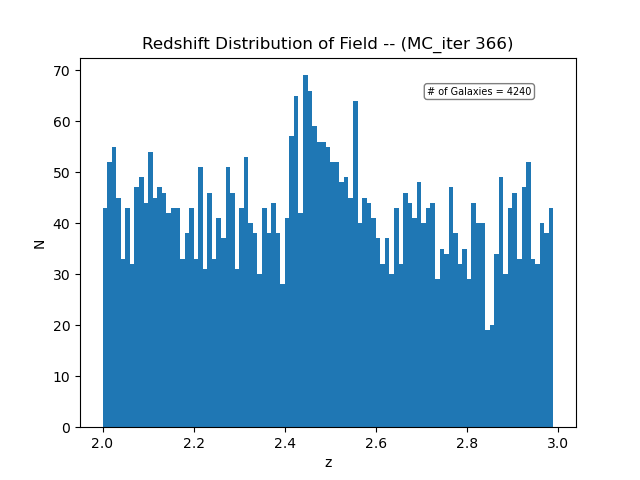 Redshift Distribution of Field -- (MC_iter 366)
# of Galaxies = 4240
70
60
50
40
30
20
10
0
N
2.0 2.2 2.4 2.6 2.8 3.0
z